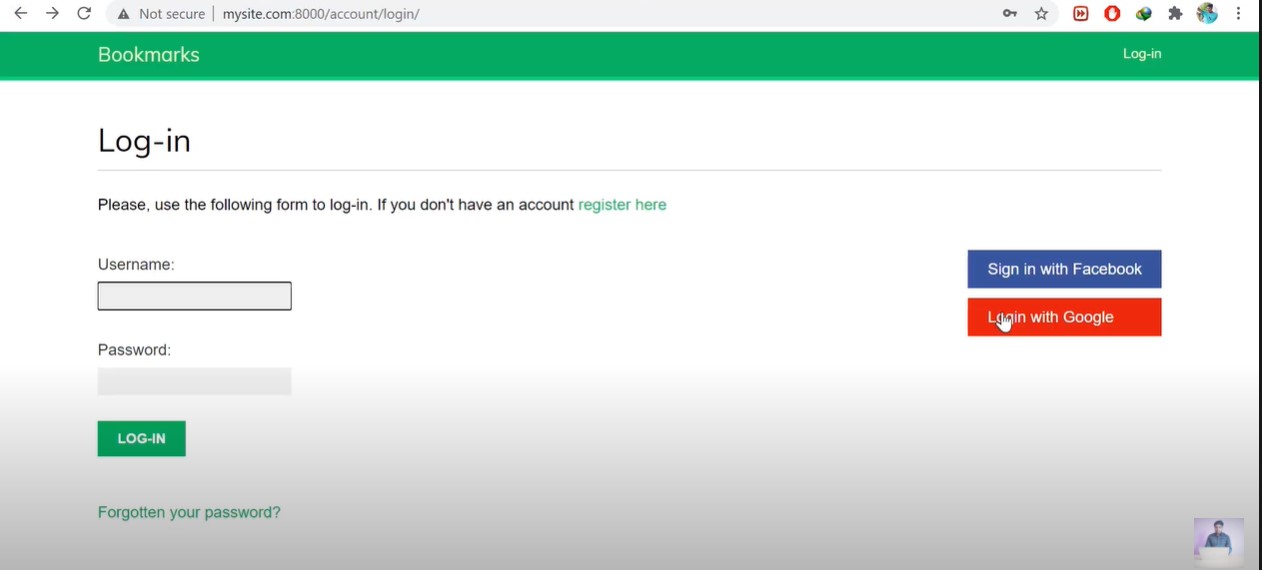 Not secure | mysite.com:8000/account/login/
Bookmarks
Log-in
Log-in
Please, use the following form to log-in. If you don't have an account register here
Username:
Sign in with Facebook
Login with Google
Password:
LOG-IN
Forgotten your password?